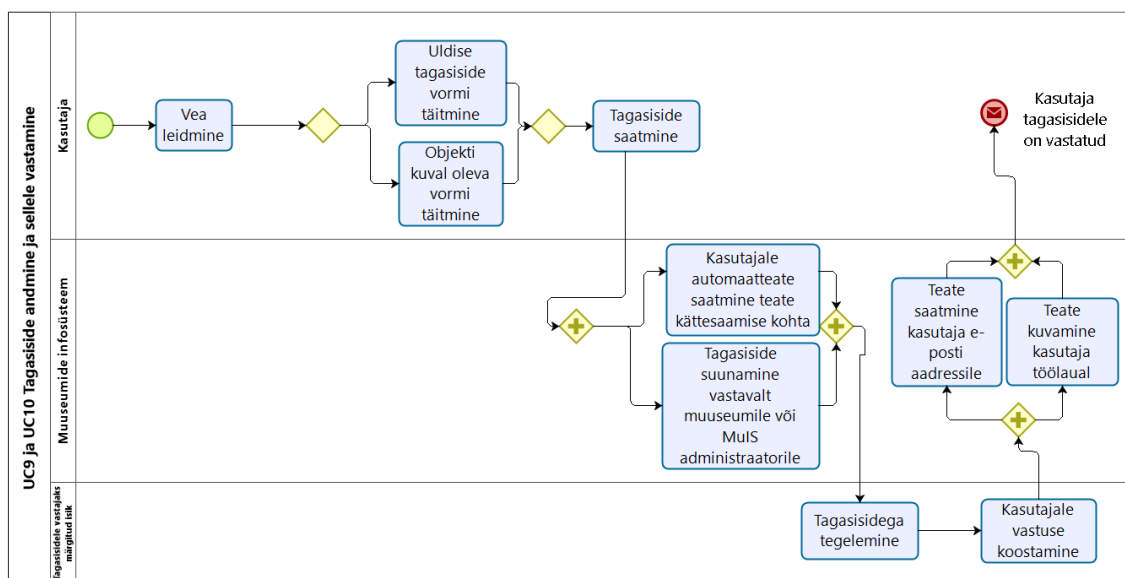 UC9 ja UC10 Tagasiside andmine ja sellele vastamine
Kasutaja
Vea
leidmine
Uldise
tagasiside
vormi
täitmine
Objekti
kuval oleva
vormi
täitmine
Tagasiside
saatmine
Kasutaja
tagasisidele
on vastatud
Muuseumide infosüsteem
Kasutajale
automaatteate
saatmine teate
kättesaamise kohta
Tagasiside
suunamine
vastavalt
muuseumile või
MuIS
administraatorile
Teate
saatmine
kasutaja e-
posti
aadressile
Teate
kuvamine
kasutaja
töölaual
Tagasisidele vastajaks
märgitud isik
Tagasisidega
tegelemine
Kasutajale
vastuse
koostamine